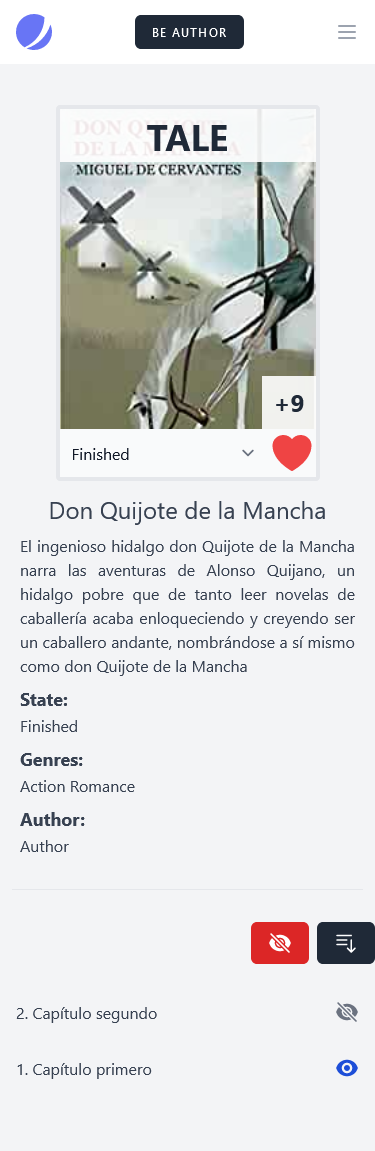 BE AUTHOR
DON QUIJOTE
DE LA MANCHA
TALE
MIGUEL DE CERVANTES
+9
Finished
Don Quijote de la Mancha
El ingenioso hidalgo don Quijote de la Mancha
narra las aventuras de Alonso Quijano, un
hidalgo pobre que de tanto leer novelas de
caballería acaba enloqueciendo y creyendo ser
un caballero andante, nombrándose a sí mismo
como don Quijote de la Mancha
State:
Finished
Genres:
Action Romance
Author:
Author
2. Capítulo segundo
1. Capítulo primero